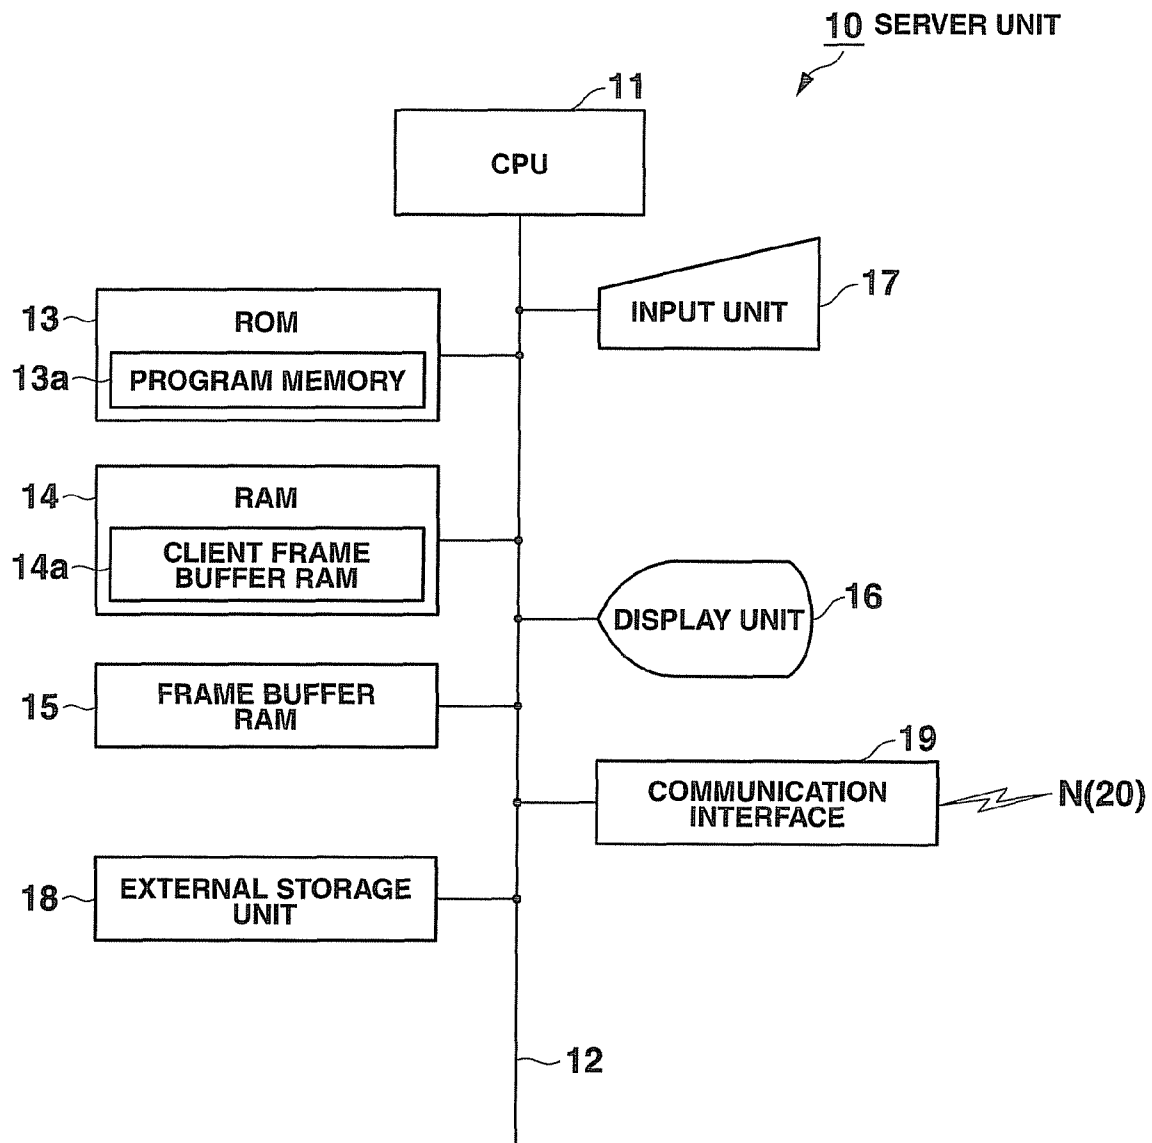 10 SERVER UNIT
11
CPU
17
INPUT UNIT
13
ROM
13a
PROGRAM MEMORY
14
RAM
14a
CLIENT FRAME
BUFFER RAM
16
DISPLAY UNIT
15
FRAME BUFFER
RAM
19
COMMUNICATION
INTERFACE
N(20)
18
EXTERNAL STORAGE
UNIT
12